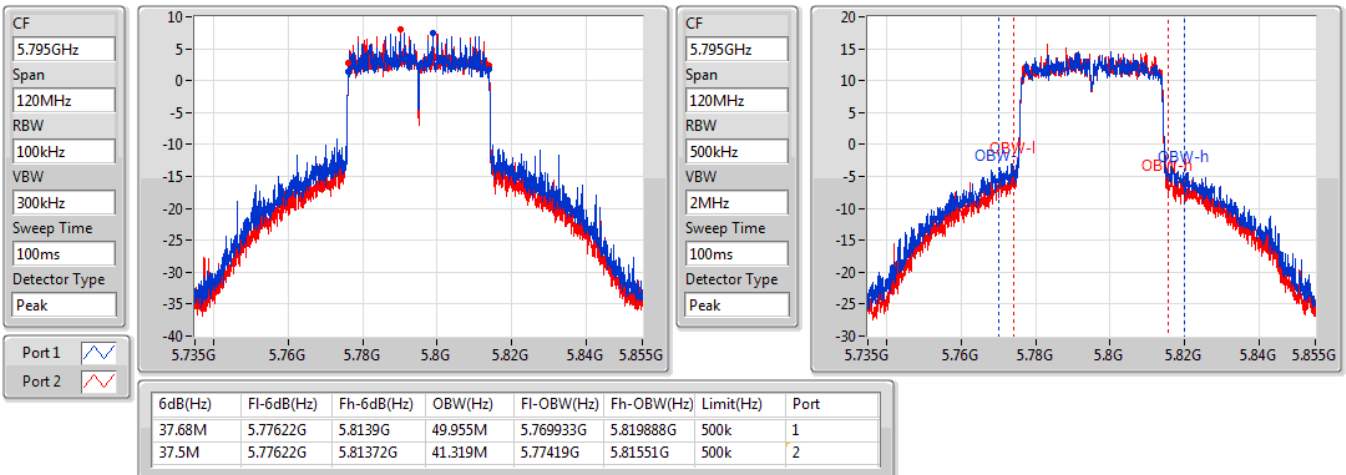 CF
5.795GHz
Span
120MHz
RBW
100kHz
VBW
300kHz
Sweep Time
100ms
Detector Type
Peak
Port 1
Port 2
10
5
0
-5
-10
-15
-20
-25
-30
-35
-40
5.735G 5.76G 5.78G 5.8G 5.82G 5.84G 5.855G
CF
5.795GHz
Span
120MHz
RBW
500kHz
VBW
2MHz
Sweep Time
100ms
Detector Type
Peak
20
15
10
5
0
-5
-10
-15
-20
-25
-30
OBW-l
OBW-h
OBW-h
5.735G 5.76G 5.78G 5.8G 5.82G 5.84G 5.855G
6dB(Hz) Fl-6dB(Hz) Fh-6dB(Hz) OBW(Hz) Fl-OBW(Hz) Fh-OBW(Hz) Limit(Hz) Port
37.68M 5.77622G 5.8139G 49.955M 5.769933G 5.819888G 500k 1
37.5M 5.77622G 5.81372G 41.319M 5.77419G 5.81551G 500k 2